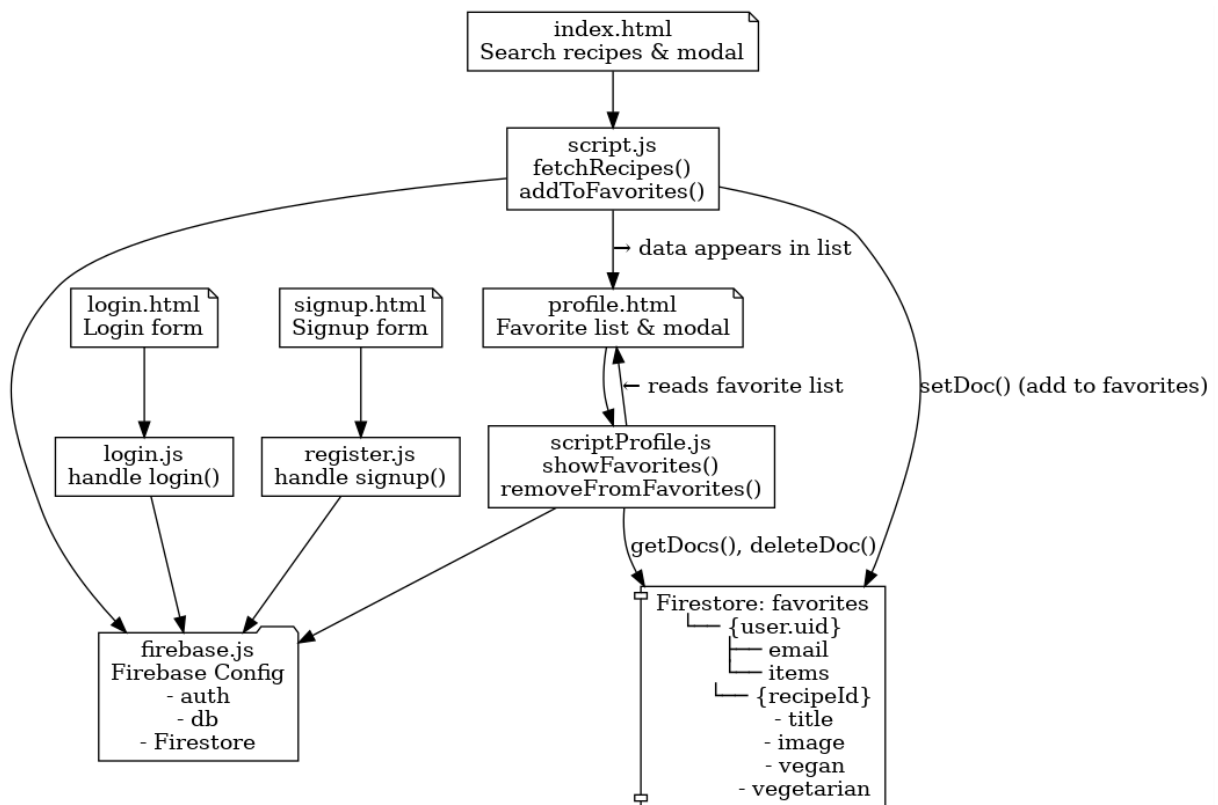 index.html
Search recipes & modal
script.js
fetchRecipes()
addToFavorites()
→ data appears in list
login.html
Login form
signup.html
Signup form
profile.html
Favorite list & modal
← reads favorite list
setDoc() (add to favorites)
login.js
handle login()
register.js
handle signup()
scriptProfile.js
showFavorites()
removeFromFavorites()
getDocs(), deleteDoc()
firebase.js
Firebase Config
- auth
- db
- Firestore
Firestore: favorites
└── {user.uid}
├── email
└── items
└── {recipeId}
- title
- image
- vegan
- vegetarian